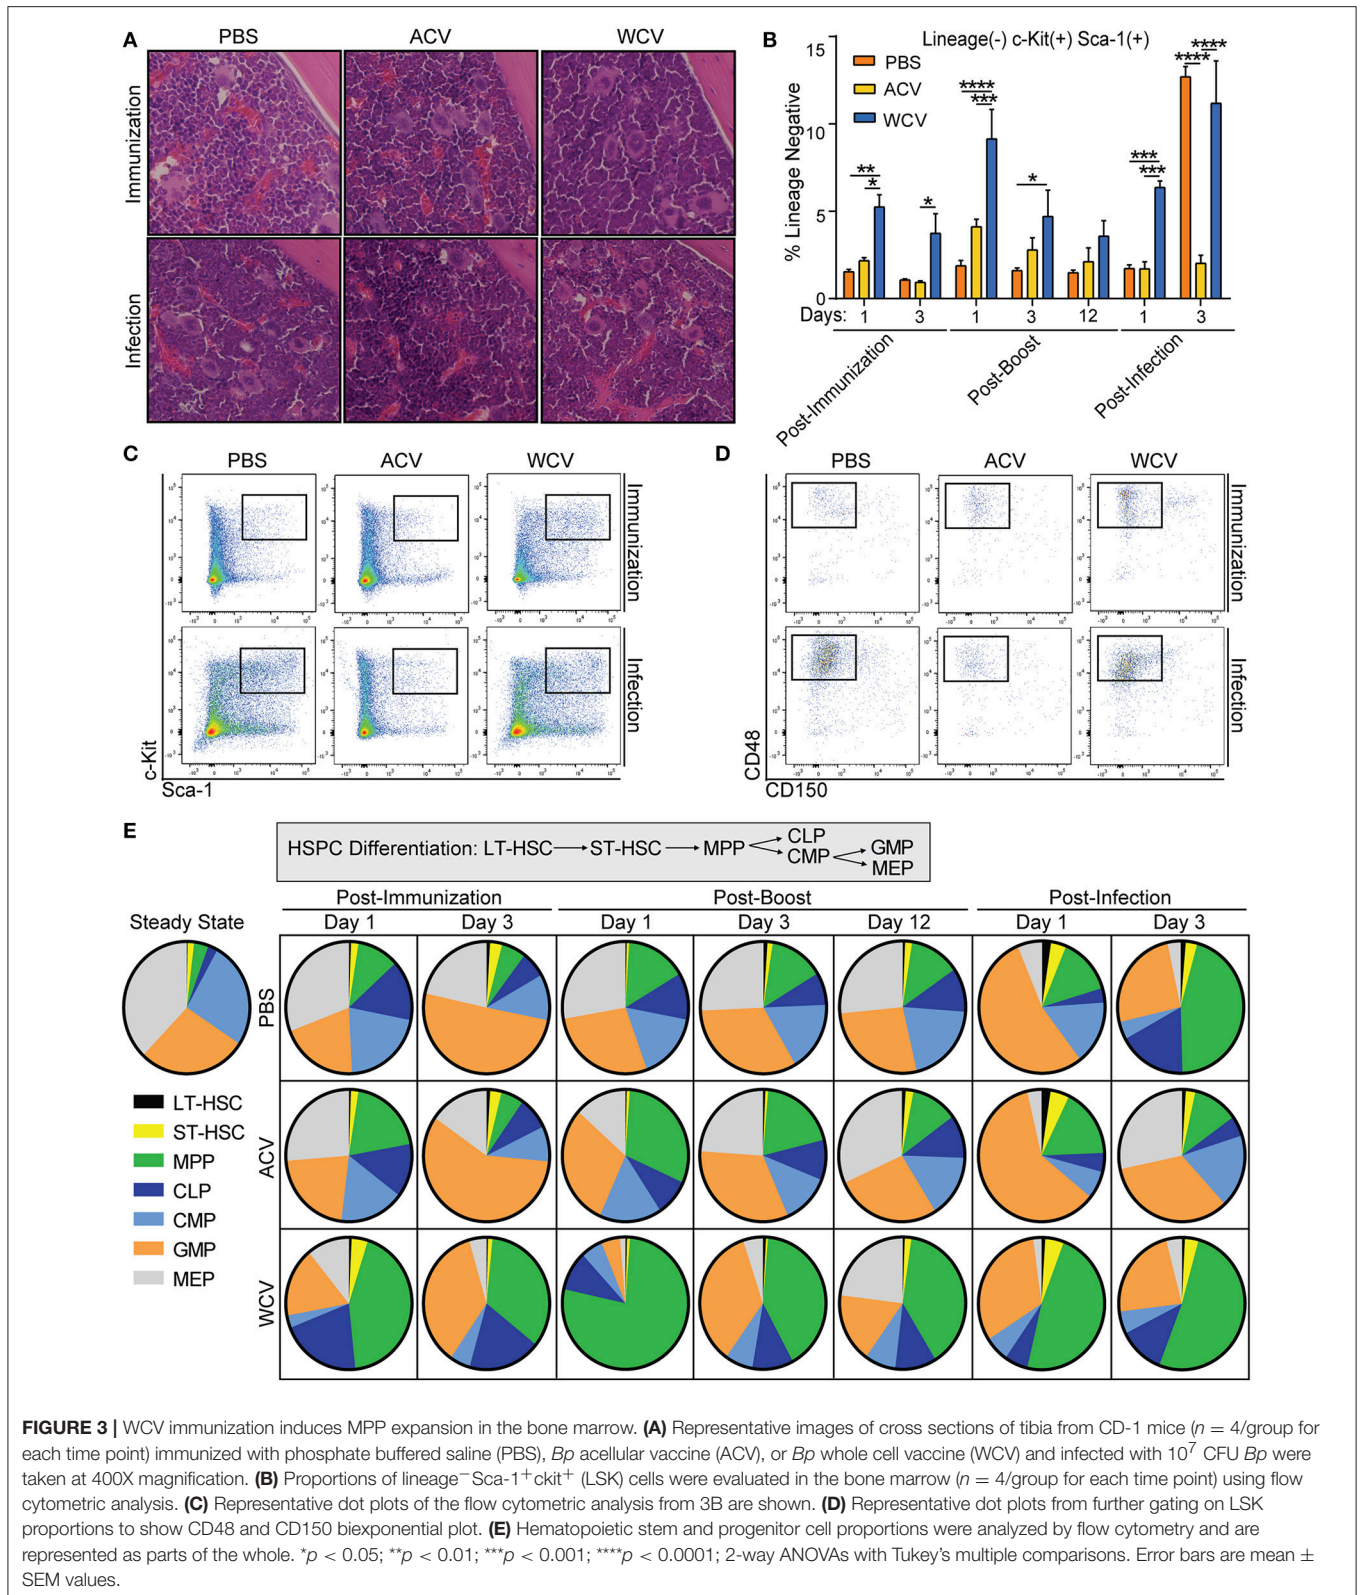 A
PBS
ACV
WCV
Immunization
Infection
B
Lineage(-) c-Kit(+) Sca-1(+)
% Lineage Negative
15
10
5
0
PBS
ACV
WCV
**
*
*
****
***
*
***
***
****
****
Days: 1 3 1 3 12 1 3
Post-Immunization
Post-Boost
Post-Infection
C
PBS
ACV
WCV
Immunization
Infection
c-Kit
Sca-1
D
PBS
ACV
WCV
Immunization
Infection
CD48
CD150
E
HSPC Differentiation: LT-HSC ST-HSC MPP CLP
CMP GMP
MEP
Post-Immunization
Post-Boost
Post-Infection
Steady State
Day 1
Day 3
Day 1
Day 3
Day 12
Day 1
Day 3
PBS
ACV
WCV
LT-HSC
ST-HSC
MPP
CLP
CMP
GMP
MEP
FIGURE 3 | WCV immunization induces MPP expansion in the bone marrow. (A) Representative images of cross sections of tibia from CD-1 mice (n = 4/group for
each time point) immunized with phosphate buffered saline (PBS), Bp acellular vaccine (ACV), or Bp whole cell vaccine (WCV) and infected with 10⁷ CFU Bp were
taken at 400X magnification. (B) Proportions of lineage⁻Sca-1⁺ckit⁺ (LSK) cells were evaluated in the bone marrow (n = 4/group for each time point) using flow
cytometric analysis. (C) Representative dot plots of the flow cytometric analysis from 3B are shown. (D) Representative dot plots from further gating on LSK
proportions to show CD48 and CD150 biexponential plot. (E) Hematopoietic stem and progenitor cell proportions were analyzed by flow cytometry and are
represented as parts of the whole. *p < 0.05; **p < 0.01; ***p < 0.001; ****p < 0.0001; 2-way ANOVAs with Tukey's multiple comparisons. Error bars are mean ±
SEM values.